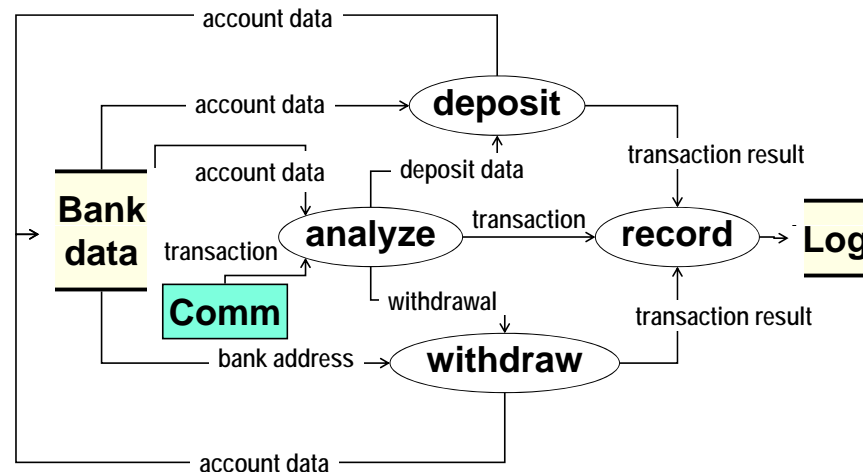 account data
account data
deposit
account data
deposit data
transaction result
Bank
data
transaction
analyze
transaction
record
Log
Comm
withdrawal
transaction result
bank address
withdraw
account data